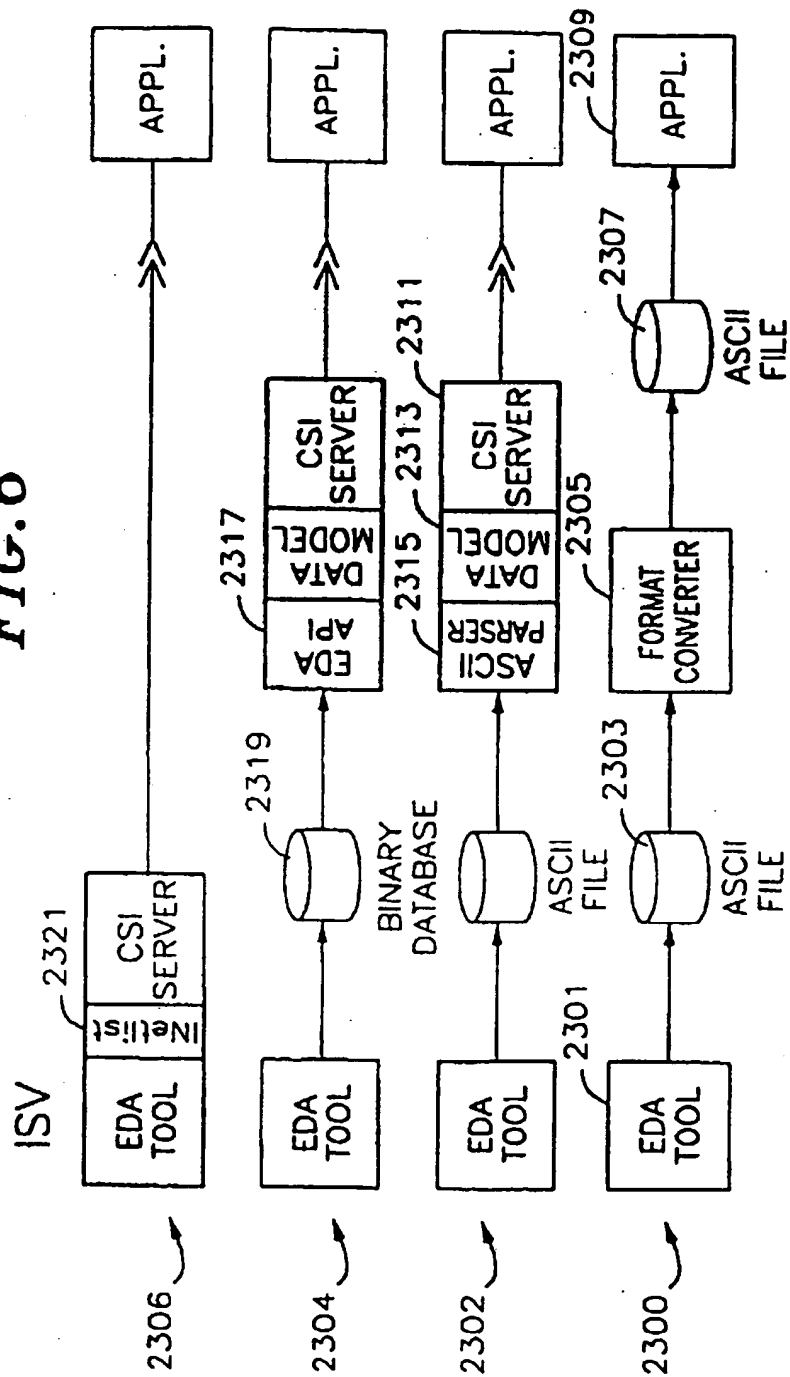 FIG.
ISV
2306
EDA
TOOL
INetlist
2321
CSI
SERVER
APPL.
2304
EDA
TOOL
2319
BINARY
DATABASE
EDA
API
2317
DATA
MODEL
CSI
SERVER
APPL.
2302
EDA
TOOL
ASCII
FILE
ASCII
PARSER
2315
DATA
MODEL
2313
CSI
SERVER
2311
APPL.
2300
EDA
TOOL
2301
2303
ASCII
FILE
FORMAT
CONVERTER
2305
2307
ASCII
FILE
APPL.
2309